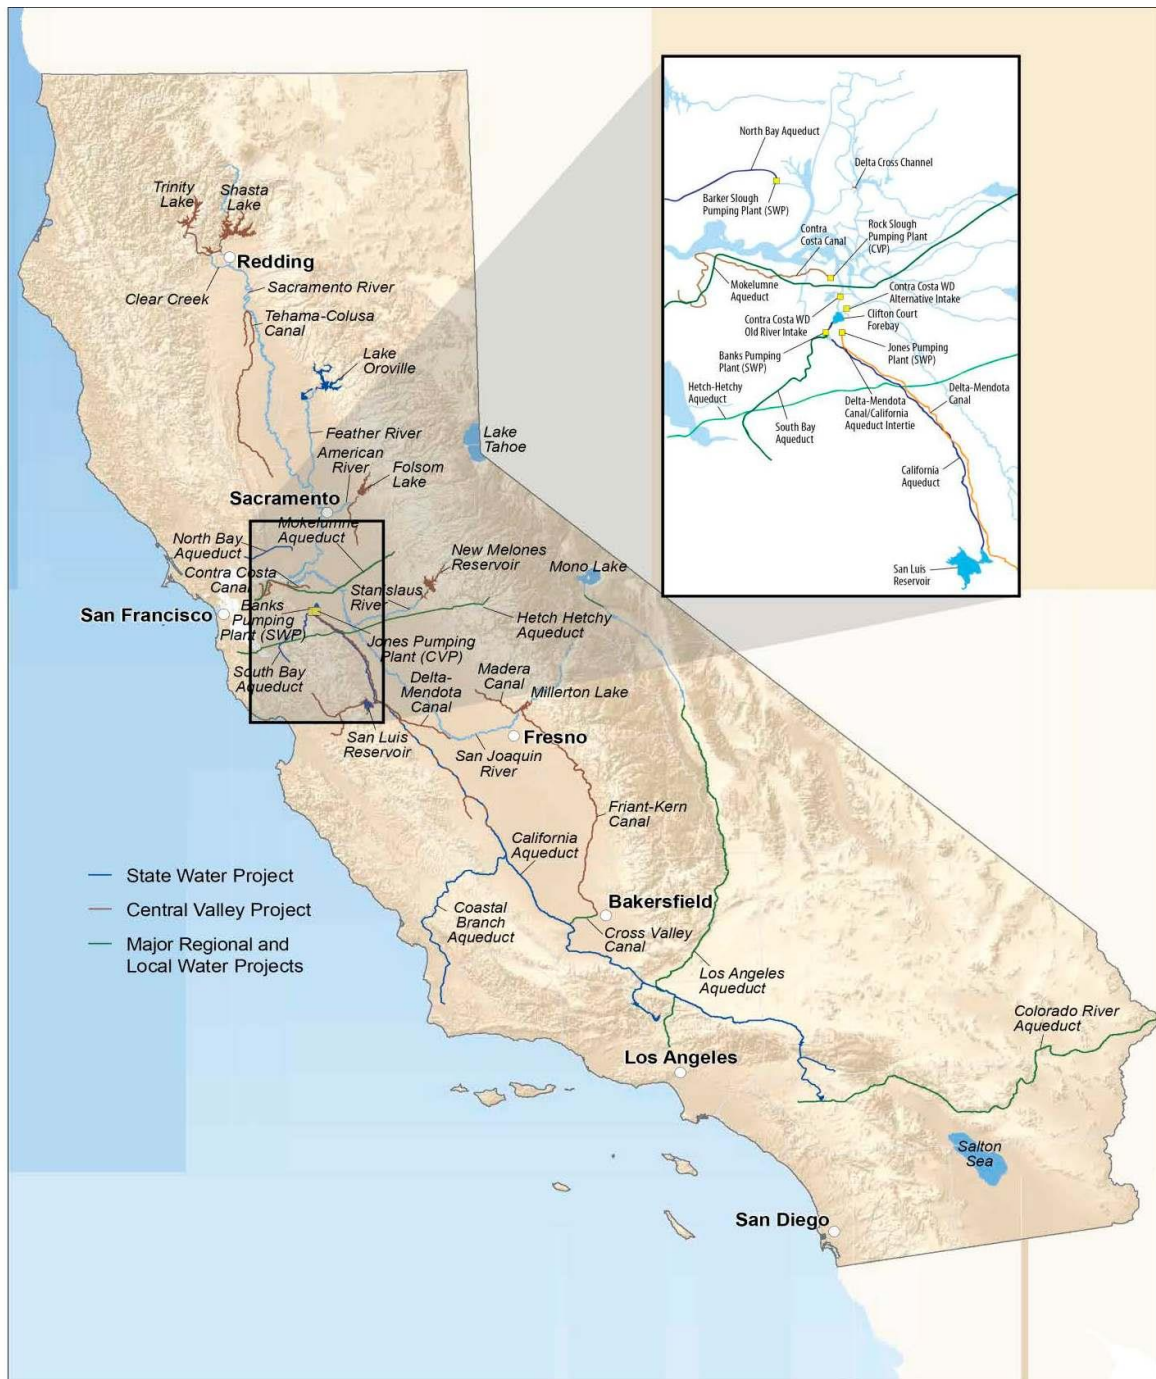 Trinity
Lake
Shasta
Lake
Redding
Clear Creek
Sacramento River
Tehama-Colusa
Canal
Lake
Oroville
Feather River
Lake
Tahoe
American
River
Folsom
Lake
Sacramento
Mokelumne
Aqueduct
North Bay
Aqueduct
New Melones
Reservoir
Mono Lake
Contra Costa
Canal
Stanislaus
River
San Francisco
Banks
Pumping
Plant (SWP)
Hetch Hetchy
Aqueduct
Jones Pumping
Plant (CVP)
South Bay
Aqueduct
Delta-
Mendota
Canal
Madera
Canal
Millerton Lake
San Luis
Reservoir
Fresno
San Joaquin
River
Friant-Kern
Canal
California
Aqueduct
State Water Project
Central Valley Project
Major Regional and
Local Water Projects
Coastal
Branch
Aqueduct
Bakersfield
Cross Valley
Canal
Los Angeles
Aqueduct
Colorado River
Aqueduct
Los Angeles
Salton
Sea
San Diego
North Bay Aqueduct
Delta Cross Channel
Barker Slough
Pumping Plant (SWP)
Contra
Costa Canal
Rock Slough
Pumping Plant
(CVP)
Mokelumne
Aqueduct
Contra Costa WD
Alternative Intake
Contra Costa WD
Old River Intake
Clifton Court
Forebay
Banks Pumping
Plant (SWP)
Jones Pumping
Plant (SWP)
Hetch-Hetchy
Aqueduct
South Bay
Aqueduct
Delta-Mendota
Canal/California
Aqueduct Intertie
Delta-Mendota
Canal
California
Aqueduct
San Luis
Reservoir